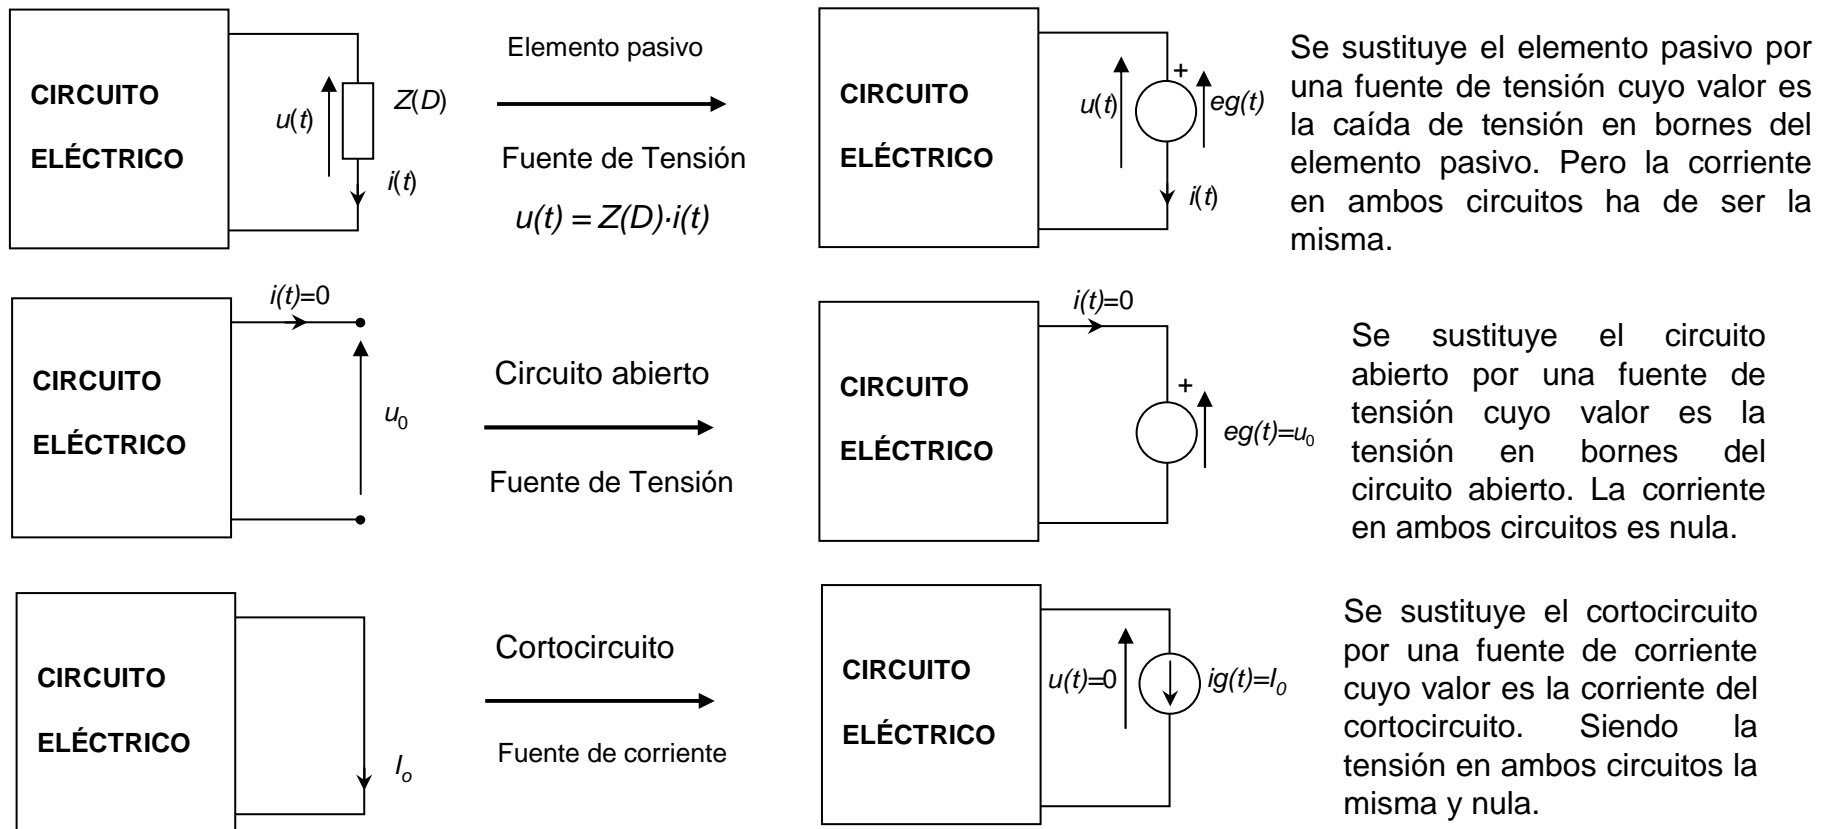 CIRCUITO
ELÉCTRICO
u(t)
Z(D)
i(t)
Elemento pasivo
Fuente de Tensión
u(t) = Z(D)·i(t)
CIRCUITO
ELÉCTRICO
u(t)
+
eg(t)
i(t)
Se sustituye el elemento pasivo por
una fuente de tensión cuyo valor es
la caída de tensión en bornes del
elemento pasivo. Pero la corriente
en ambos circuitos ha de ser la
misma.
i(t)=0
CIRCUITO
ELÉCTRICO
u0
Circuito abierto
Fuente de Tensión
i(t)=0
CIRCUITO
ELÉCTRICO
+
eg(t)=u0
Se sustituye el circuito
abierto por una fuente de
tensión cuyo valor es la
tensión en bornes del
circuito abierto. La corriente
en ambos circuitos es nula.
CIRCUITO
ELÉCTRICO
Io
Cortocircuito
Fuente de corriente
CIRCUITO
ELÉCTRICO
u(t)=0
ig(t)=I0
Se sustituye el cortocircuito
por una fuente de corriente
cuyo valor es la corriente del
cortocircuito. Siendo la
tensión en ambos circuitos la
misma y nula.